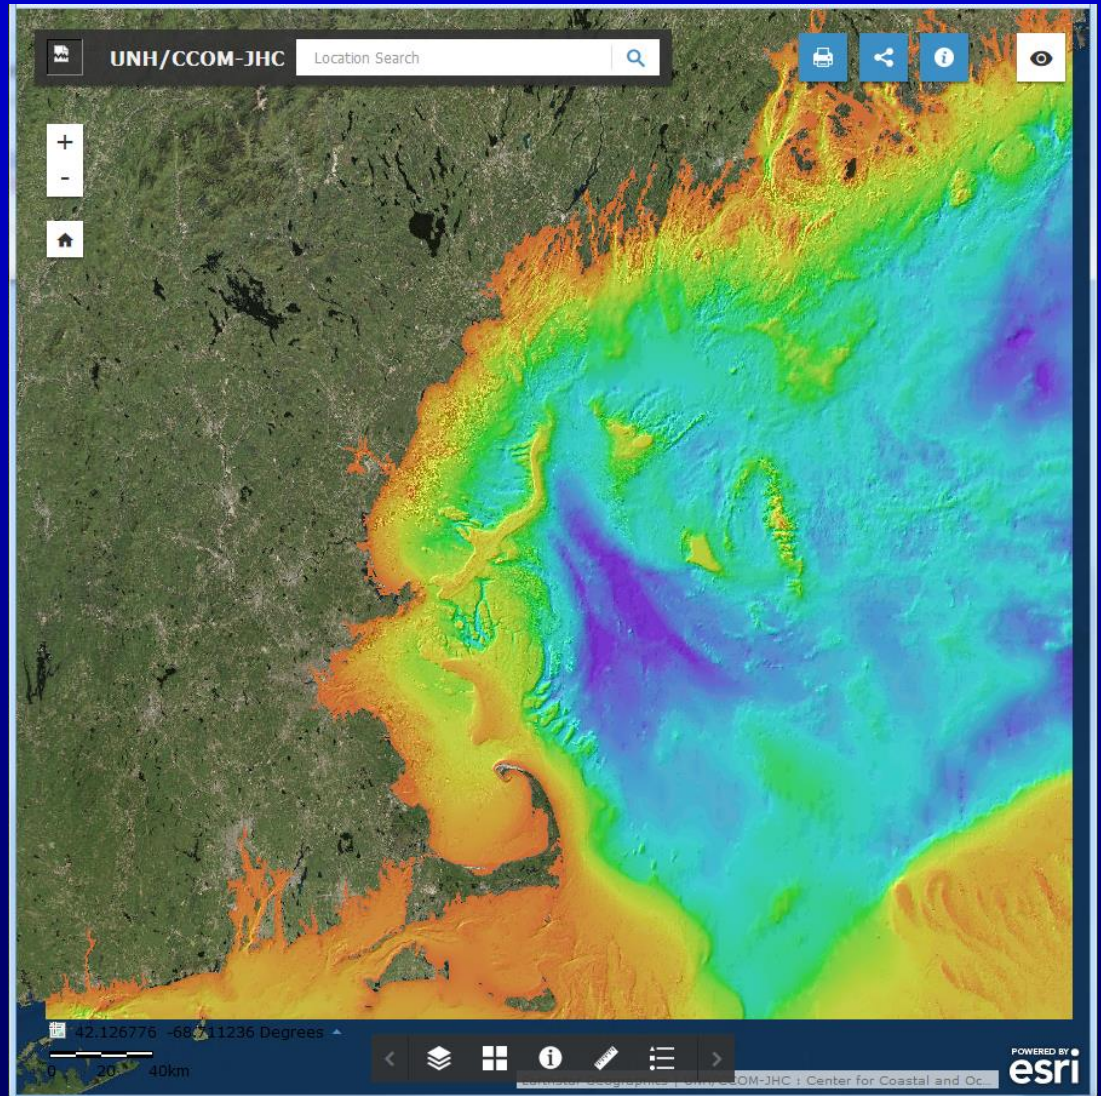 UNH/CCOM-JHC
Location Search
+
-
42.126776 -68.711236 Degrees
0 20 40km
Earthstar Geographics | UNH/CCOM-JHC : Center for Coastal and Oc...
POWERED BY
esri